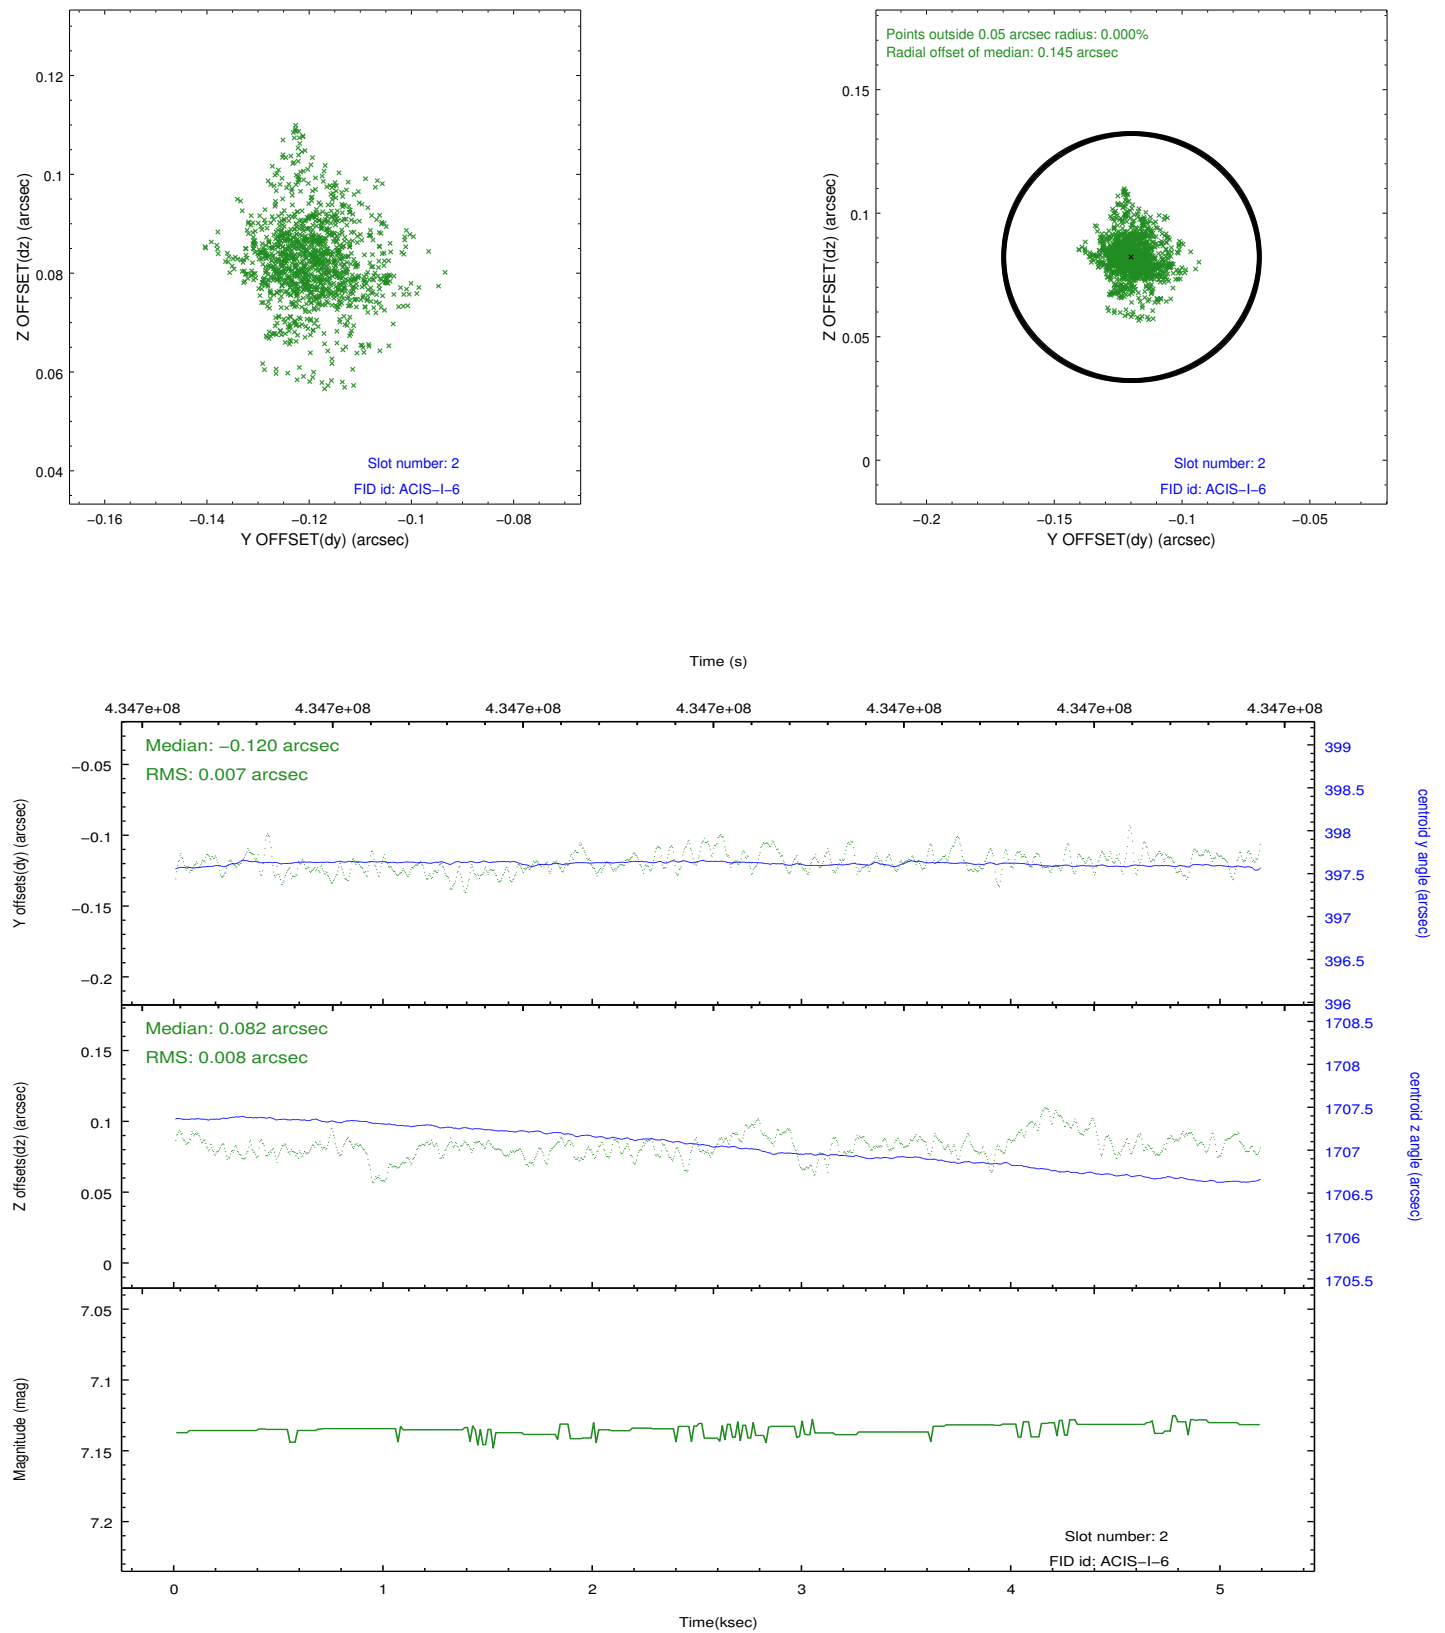 0.12
0.1
0.08
0.06
0.04
Z OFFSET(dz) (arcsec)
Slot number: 2
FID id: ACIS−I−6
−0.16 −0.14 −0.12 −0.1 −0.08
Y OFFSET(dy) (arcsec)
Points outside 0.05 arcsec radius: 0.000%
Radial offset of median: 0.145 arcsec
0.15
0.1
0.05
0
Z OFFSET(dz) (arcsec)
Slot number: 2
FID id: ACIS−I−6
−0.2 −0.15 −0.1 −0.05
Y OFFSET(dy) (arcsec)
Time (s)
4.347e+08 4.347e+08 4.347e+08 4.347e+08 4.347e+08 4.347e+08 4.347e+08
Median: −0.120 arcsec
RMS: 0.007 arcsec
−0.05
−0.1
−0.15
−0.2
Y offsets(dy) (arcsec)
399
398.5
398
397.5
397
396.5
396
centroid y angle (arcsec)
Median: 0.082 arcsec
RMS: 0.008 arcsec
0.15
0.1
0.05
0
Z offsets(dz) (arcsec)
1708.5
1708
1707.5
1707
1706.5
1706
1705.5
centroid z angle (arcsec)
7.05
7.1
7.15
7.2
Magnitude (mag)
Slot number: 2
FID id: ACIS−I−6
0 1 2 3 4 5
Time(ksec)